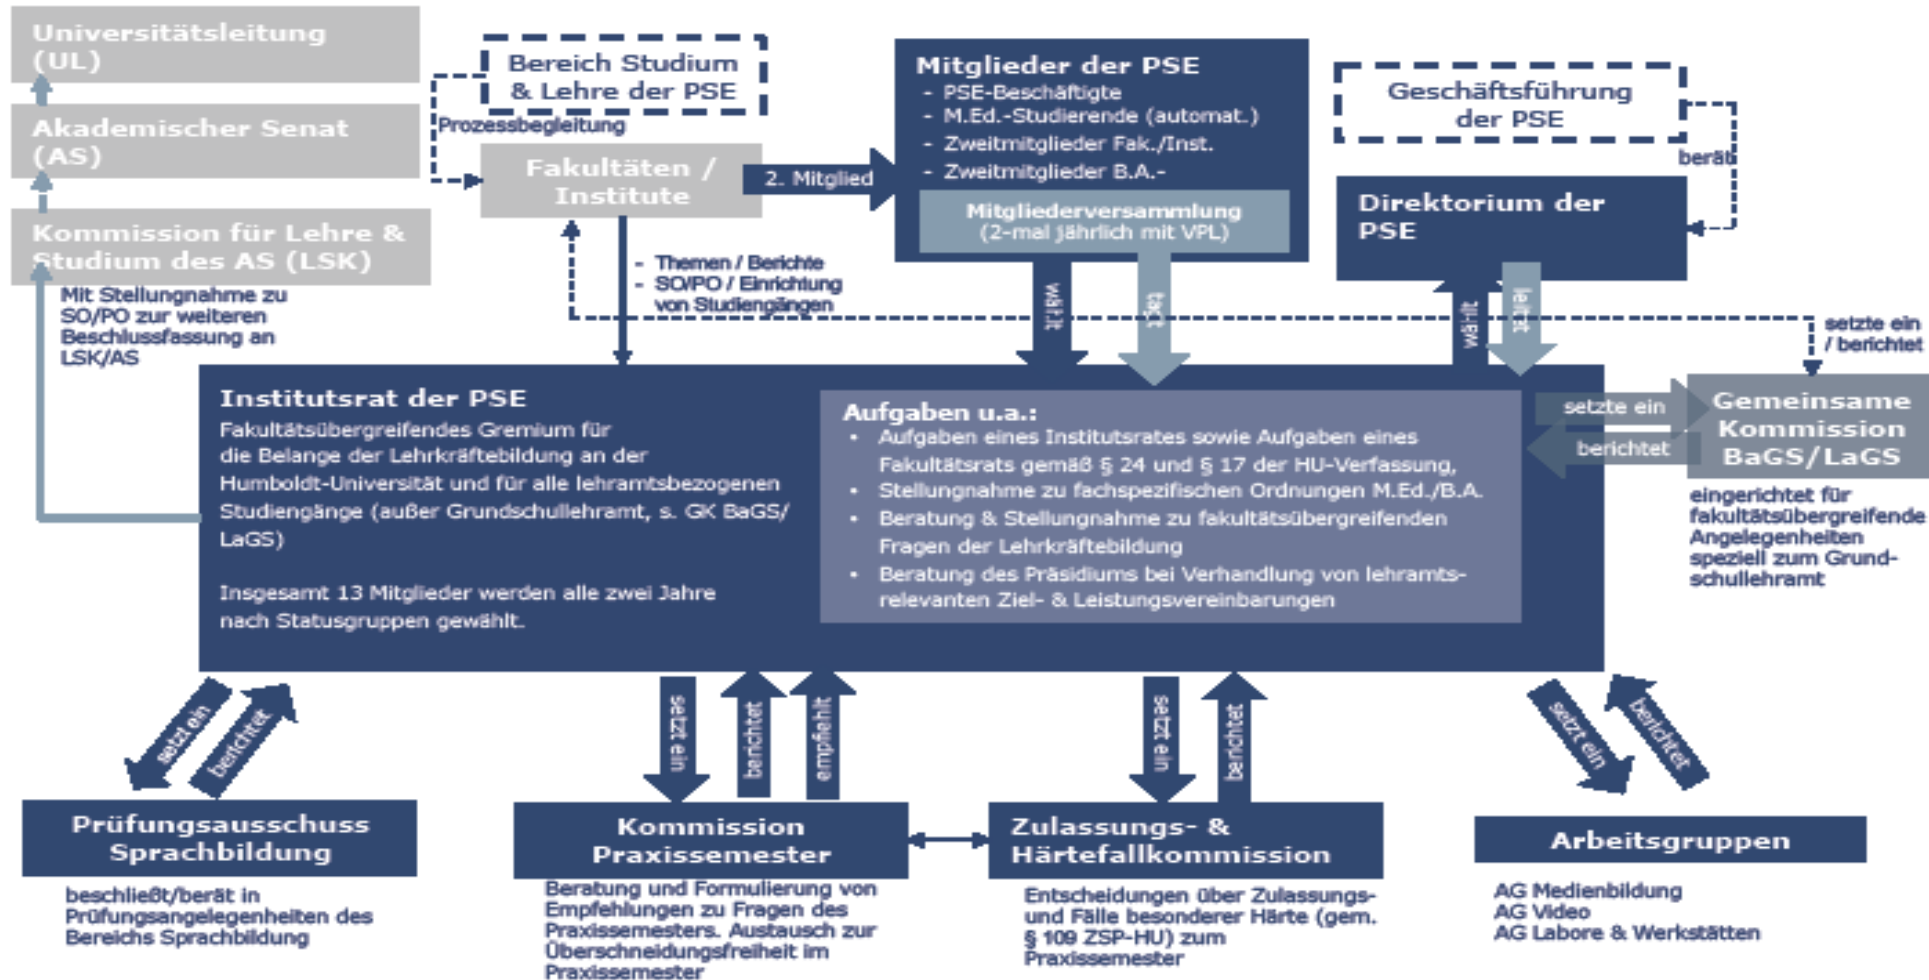 Universitätsleitung
(UL)
Akademischer Senat
(AS)
Kommission für Lehre &
Studium des AS (LSK)
Mit Stellungnahme zu
SO/PO zur weiteren
Beschlussfassung an
LSK/AS
Bereich Studium
& Lehre der PSE
Prozessbegleitung
Fakultäten /
Institute
2. Mitglied
- Themen / Berichte
- SO/PO / Einrichtung
von Studiengängen
Mitglieder der PSE
- PSE-Beschäftigte
- M.Ed.-Studierende (automat.)
- Zweitmitglieder Fak./Inst.
- Zweitmitglieder B.A.-
Mitgliederversammlung
(2-mal jährlich mit VPL)
wählt
tagt
Geschäftsführung
der PSE
berät
Direktorium der
PSE
wählt
leitet
setzte ein
/ berichtet
Institutsrat der PSE
Fakultätsübergreifendes Gremium für
die Belange der Lehrkräftebildung an der
Humboldt-Universität und für alle lehramtsbezogenen
Studiengänge (außer Grundschullehramt, s. GK BaGS/
LaGS)
Insgesamt 13 Mitglieder werden alle zwei Jahre
nach Statusgruppen gewählt.
Aufgaben u.a.:
• Aufgaben eines Institutsrates sowie Aufgaben eines
Fakultätsrats gemäß § 24 und § 17 der HU-Verfassung,
• Stellungnahme zu fachspezifischen Ordnungen M.Ed./B.A.
• Beratung & Stellungnahme zu fakultätsübergreifenden
Fragen der Lehrkräftebildung
• Beratung des Präsidiums bei Verhandlung von lehramts-
relevanten Ziel- & Leistungsvereinbarungen
setzte ein
berichtet
Gemeinsame
Kommission
BaGS/LaGS
eingerichtet für
fakultätsübergreifende
Angelegenheiten
speziell zum Grund-
schullehramt
setzt ein
berichtet
setzt ein
berichtet
empfiehlt
setzt ein
berichtet
setzt ein
berichtet
Prüfungsausschuss
Sprachbildung
beschließt/berät in
Prüfungsangelegenheiten des
Bereichs Sprachbildung
Kommission
Praxissemester
Beratung und Formulierung von
Empfehlungen zu Fragen des
Praxissemesters. Austausch zur
Überschneidungsfreiheit im
Praxissemester
Zulassungs- &
Härtefallkommission
Entscheidungen über Zulassungs-
und Fälle besonderer Härte (gem.
§ 109 ZSP-HU) zum
Praxissemester
Arbeitsgruppen
AG Medienbildung
AG Video
AG Labore & Werkstätten